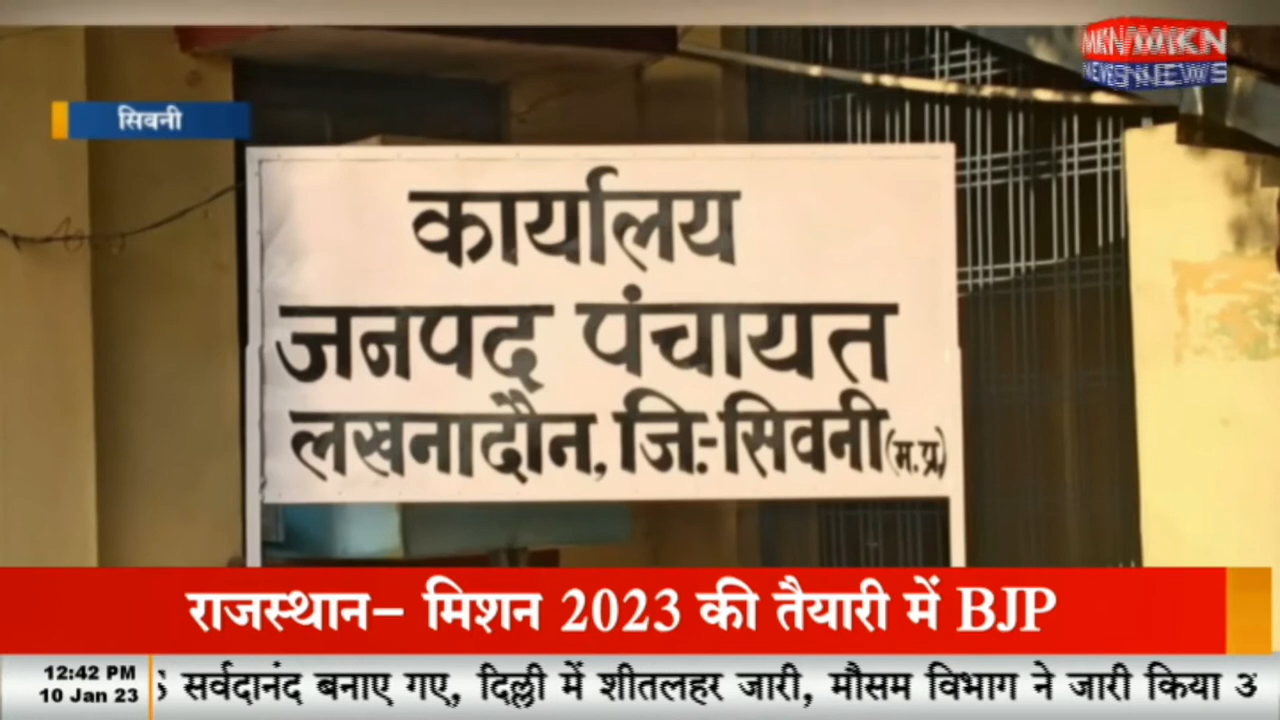 सिवनी
कार्यालय
जनपद पंचायत
लखनादौन, जि:-सिवनी (म.प्र.)
राजस्थान– मिशन 2023 की तैयारी में BJP
12:42 PM
10 Jan 23
सर्वदानंद बनाए गए, दिल्ली में शीतलहर जारी, मौसम विभाग ने जारी किया